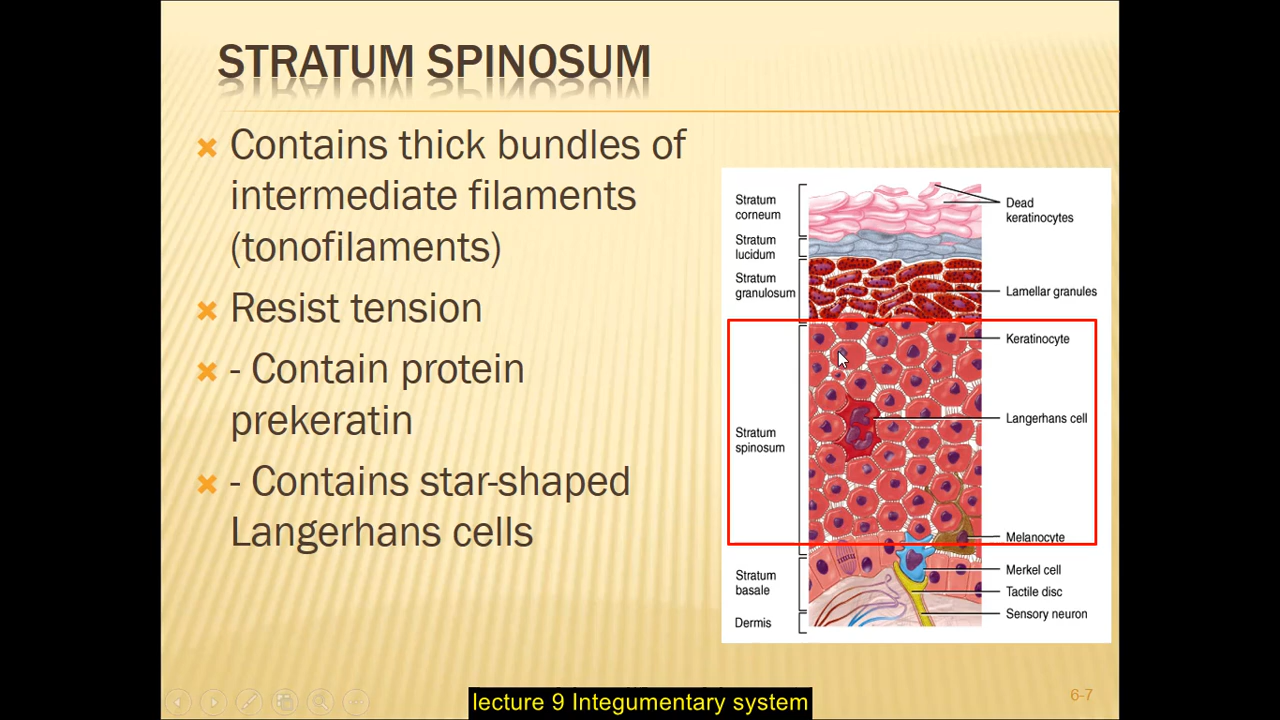 STRATUM SPINOSUM
Contains thick bundles of
intermediate filaments
(tonofilaments)
Resist tension
- Contain protein
prekeratin
- Contains star-shaped
Langerhans cells
Stratum
corneum
Stratum
lucidum
Stratum
granulosum
Stratum
spinosum
Stratum
basale
Dermis
Dead
keratinocytes
Lamellar granules
Keratinocyte
Langerhans cell
Melanocyte
Merkel cell
Tactile disc
Sensory neuron
6-7
lecture 9 Integumentary system